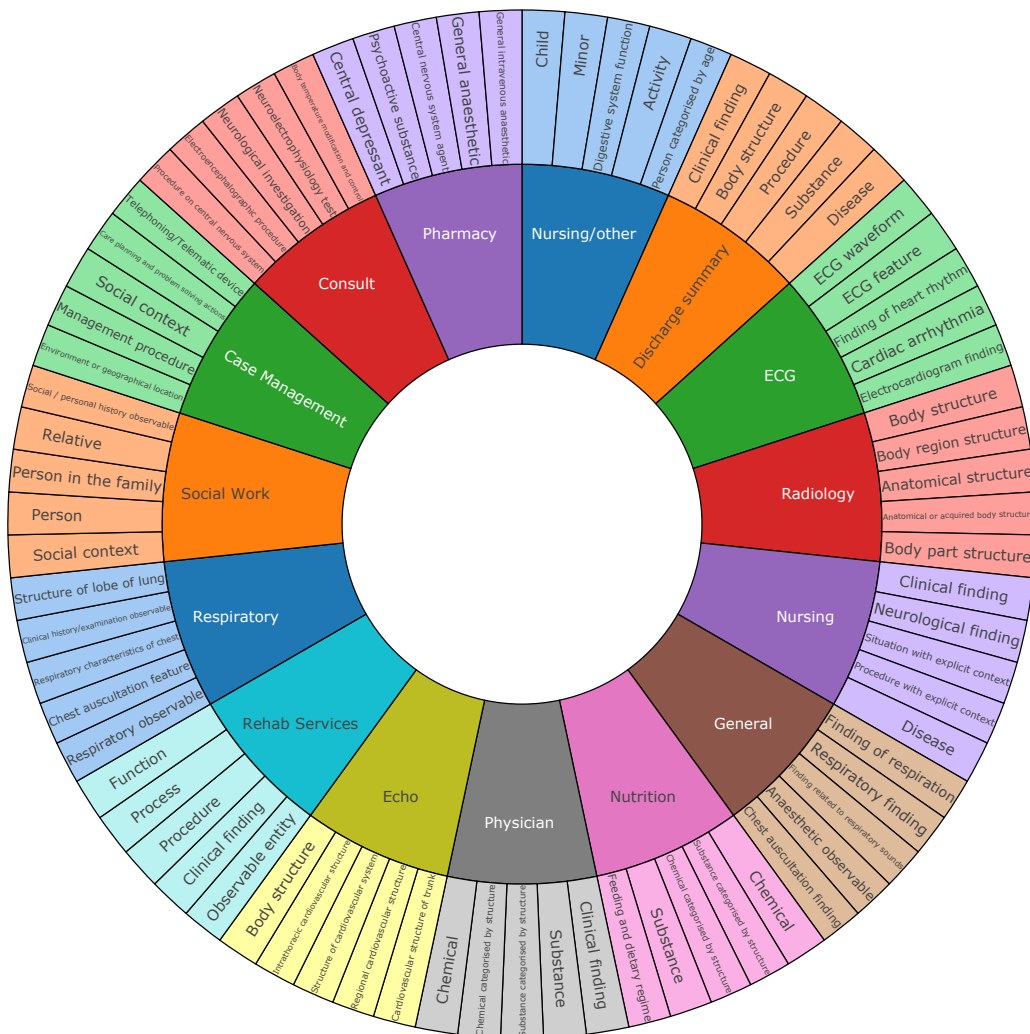 Nursing/other
Child
Minor
Digestive system function
Activity
Person categorised by age
Discharge summary
Clinical finding
Body structure
Procedure
Substance
Disease
ECG
ECG waveform
ECG feature
Finding of heart rhythm
Cardiac arrhythmia
Electrocardiogram finding
Radiology
Body structure
Body region structure
Anatomical structure
Anatomical or acquired body structure
Body part structure
Nursing
Clinical finding
Neurological finding
Situation with explicit context
Procedure with explicit context
Disease
General
Finding of respiration
Respiratory finding
Finding related to respiratory sounds
Anaesthetic observable
Chest auscultation finding
Nutrition
Chemical
Substance categorised by structure
Chemical categorised by structure
Substance
Feeding and dietary regime
Physician
Clinical finding
Substance
Substance categorised by structure
Chemical categorised by structure
Chemical
Echo
Cardiovascular structure of trunk
Regional cardiovascular structure
Structure of cardiovascular system
Intrathoracic cardiovascular structure
Body structure
Rehab Services
Observable entity
Clinical finding
Procedure
Process
Function
Respiratory
Respiratory observable
Chest auscultation feature
Respiratory characteristics of chest
Clinical history/examination observable
Structure of lobe of lung
Social Work
Social context
Person
Person in the family
Relative
Social / personal history observable
Case Management
Environment or geographical location
Management procedure
Social context
Care planning and problem solving actions
Telephoning/Telematic device
Consult
Procedure on central nervous system
Electroencephalographic procedure
Neurological investigation
Neuroelectrophysiology test
Body temperature modification and control
Pharmacy
Central depressant
Psychoactive substance
Central nervous system agent
General anaesthetic
General intravenous anaesthetic